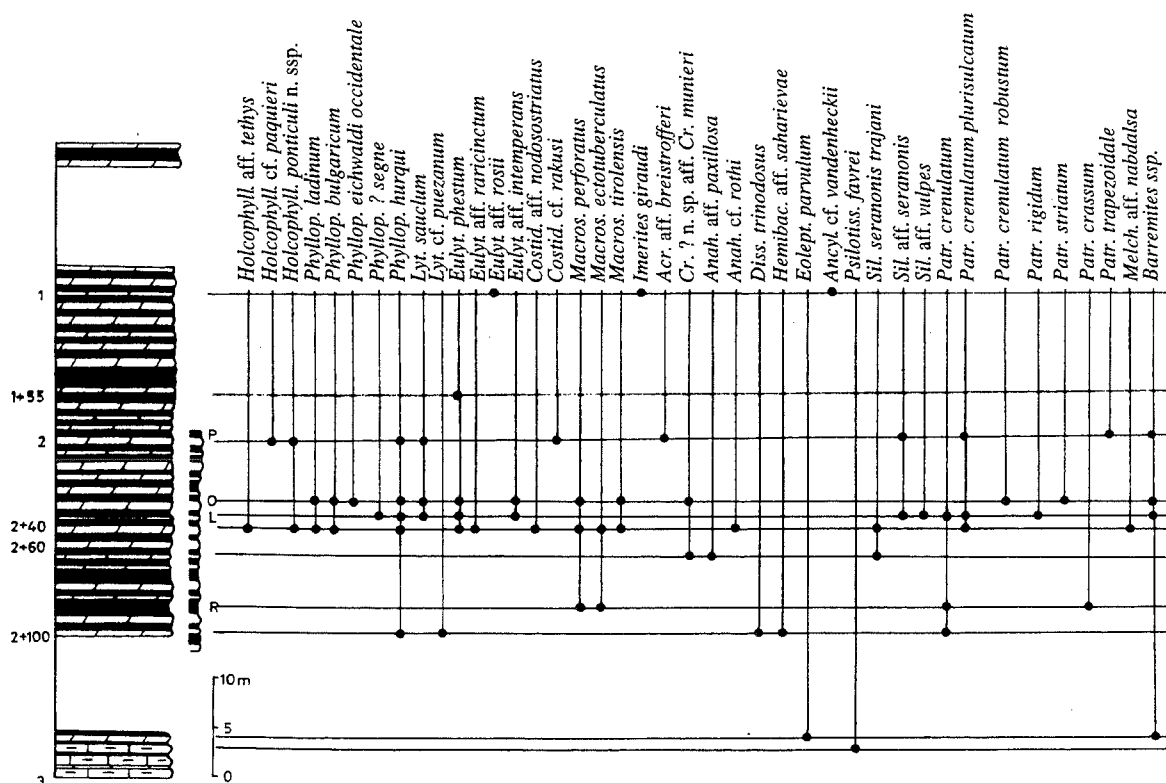 Holcophyll. aff. tethys
Holcophyll. cf. paquieri
Holcophyll. ponticuli n. ssp.
Phyllop. ladinum
Phyllop. bulgaricum
Phyllop. eichwaldi occidentale
Phyllop. ? segne
Phyllop. hurqui
Lyt. sauclum
Lyt. cf. puezanum
Eulyt. phestum
Eulyt. aff. raricinctum
Eulyt. aff. rosii
Eulyt. aff. intemperans
Costid. aff. nodosostriatus
Costid. cf. rakusi
Macros. perforatus
Macros. ectotuberculatus
Macros. tirolensis
Imerites giraudi
Acr. aff. breistrofferi
Cr. ? n. sp. aff. Cr. munieri
Anah. aff. paxillosa
Anah. cf. rothi
Diss. trinodosus
Hemibac. aff. saharievae
Eolept. parvulum
Ancyl. cf. vandenheckii
Psilotiss. favrei
Sil. seranonis trajani
Sil. aff. seranonis
Sil. aff. vulpes
Patr. crenulatum
Patr. crenulatum plurisulcatum
Patr. crenulatum robustum
Patr. rigidum
Patr. striatum
Patr. crassum
Patr. trapezoidale
Melch. aff. nabdalsa
Barremites ssp.
1
1+55
2
P
O
L
2+40
2+60
R
2+100
10 m
5
0
3